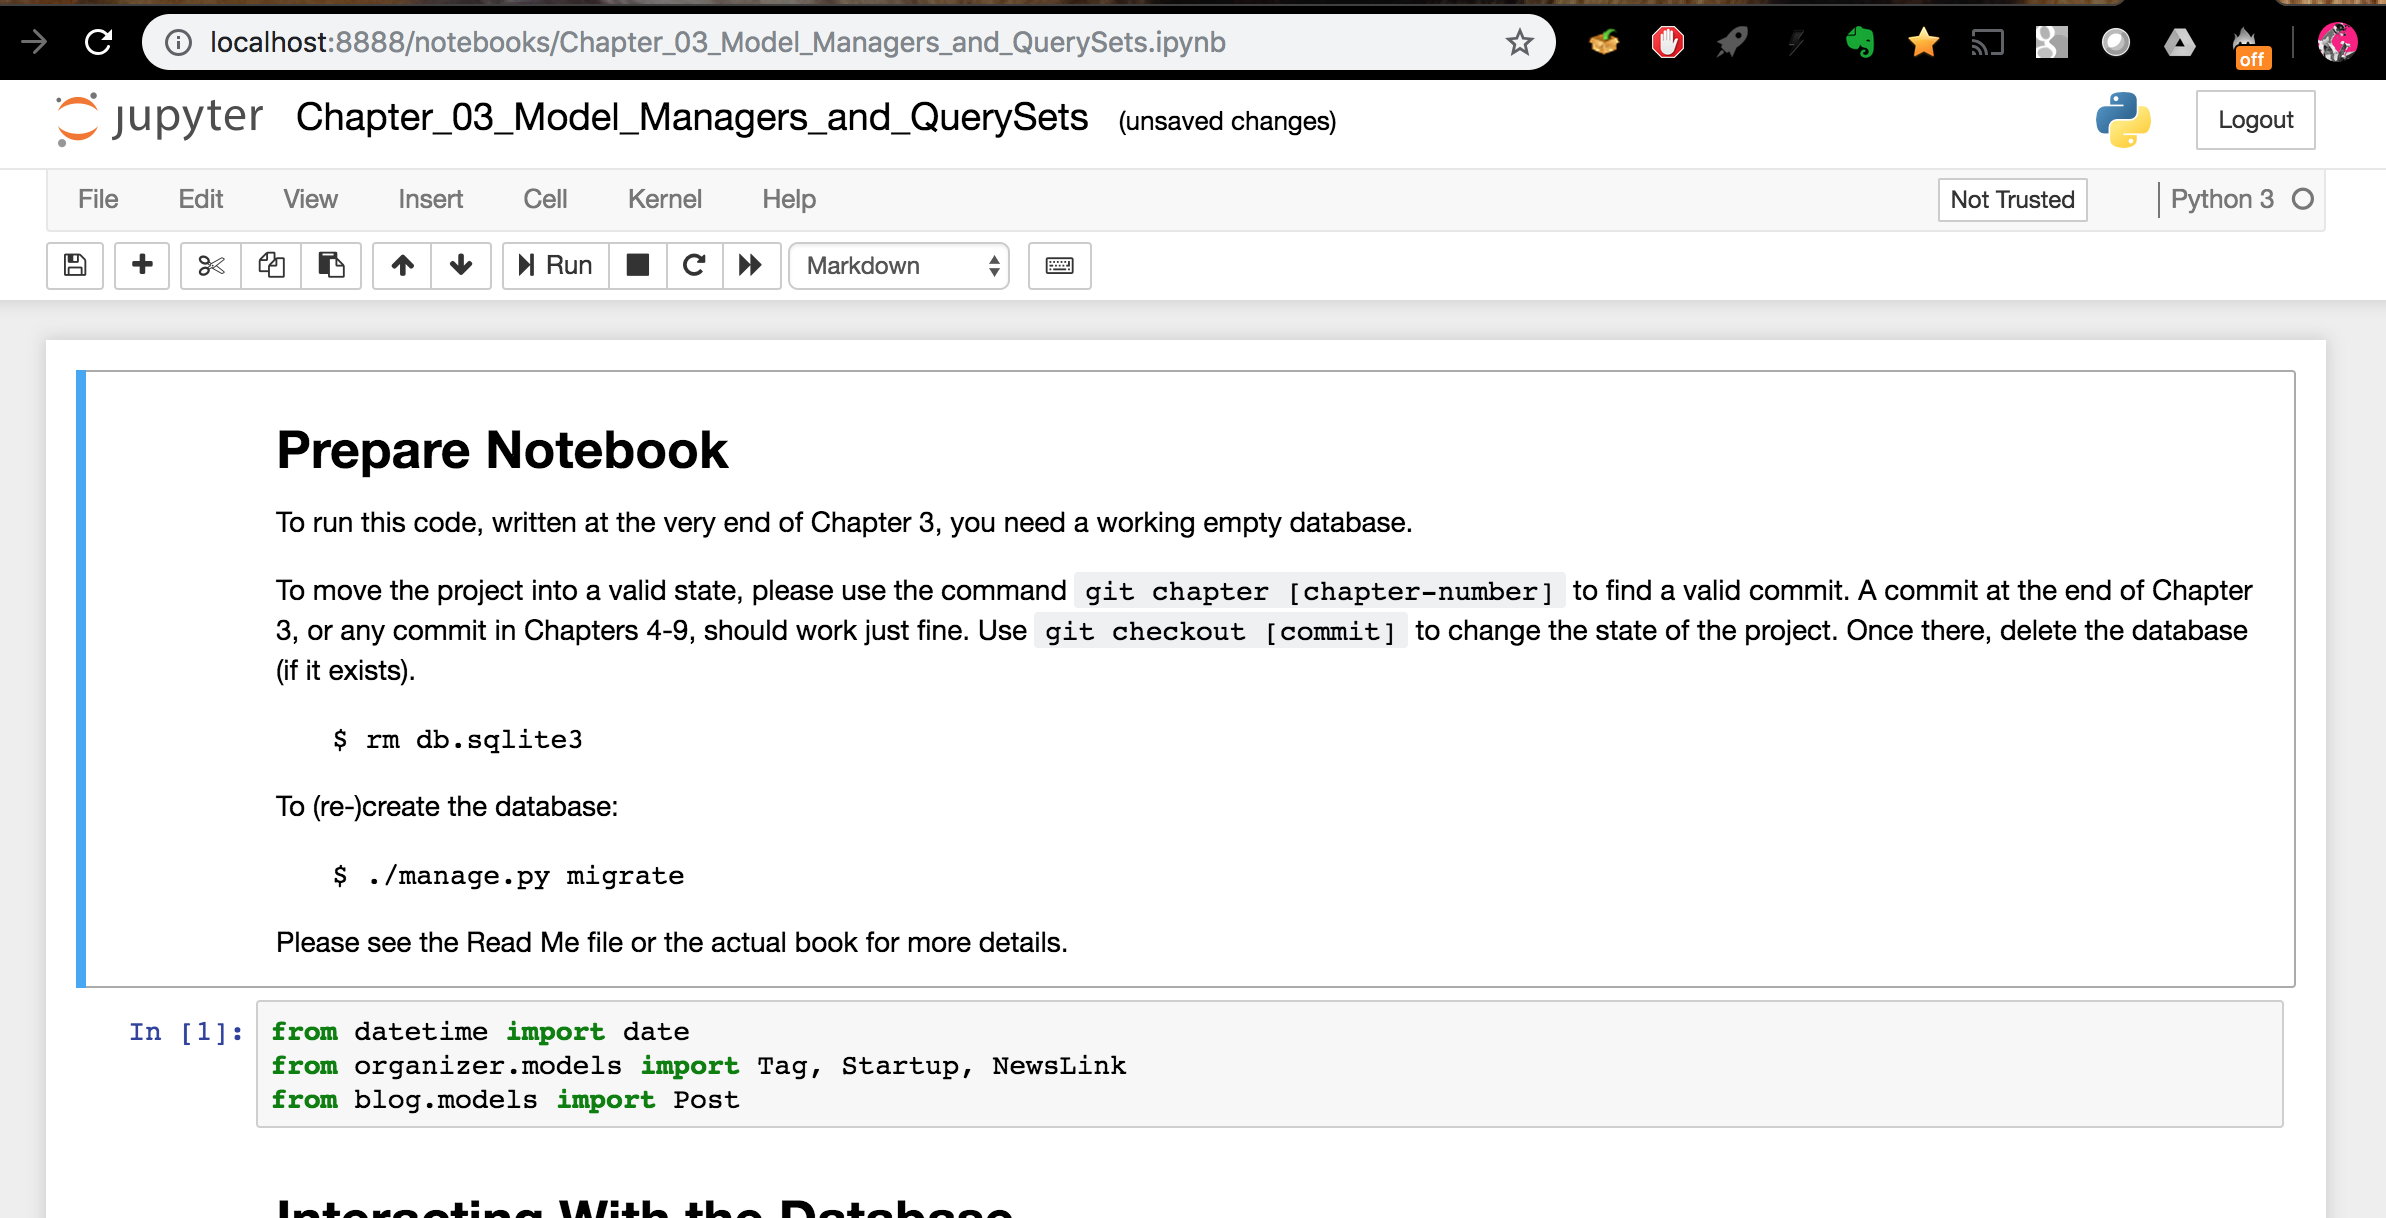 localhost:8888/notebooks/Chapter_03_Model_Managers_and_QuerySets.ipynb
off
jupyter Chapter_03_Model_Managers_and_QuerySets (unsaved changes)
Logout
File Edit View Insert Cell Kernel Help
Not Trusted
Python 3
Run
Markdown
Prepare Notebook
To run this code, written at the very end of Chapter 3, you need a working empty database.
To move the project into a valid state, please use the command git chapter [chapter-number] to find a valid commit. A commit at the end of Chapter
3, or any commit in Chapters 4-9, should work just fine. Use git checkout [commit] to change the state of the project. Once there, delete the database
(if it exists).
$ rm db.sqlite3
To (re-)create the database:
$ ./manage.py migrate
Please see the Read Me file or the actual book for more details.
In [1]:
from datetime import date
from organizer.models import Tag, Startup, NewsLink
from blog.models import Post
Interacting With the Database